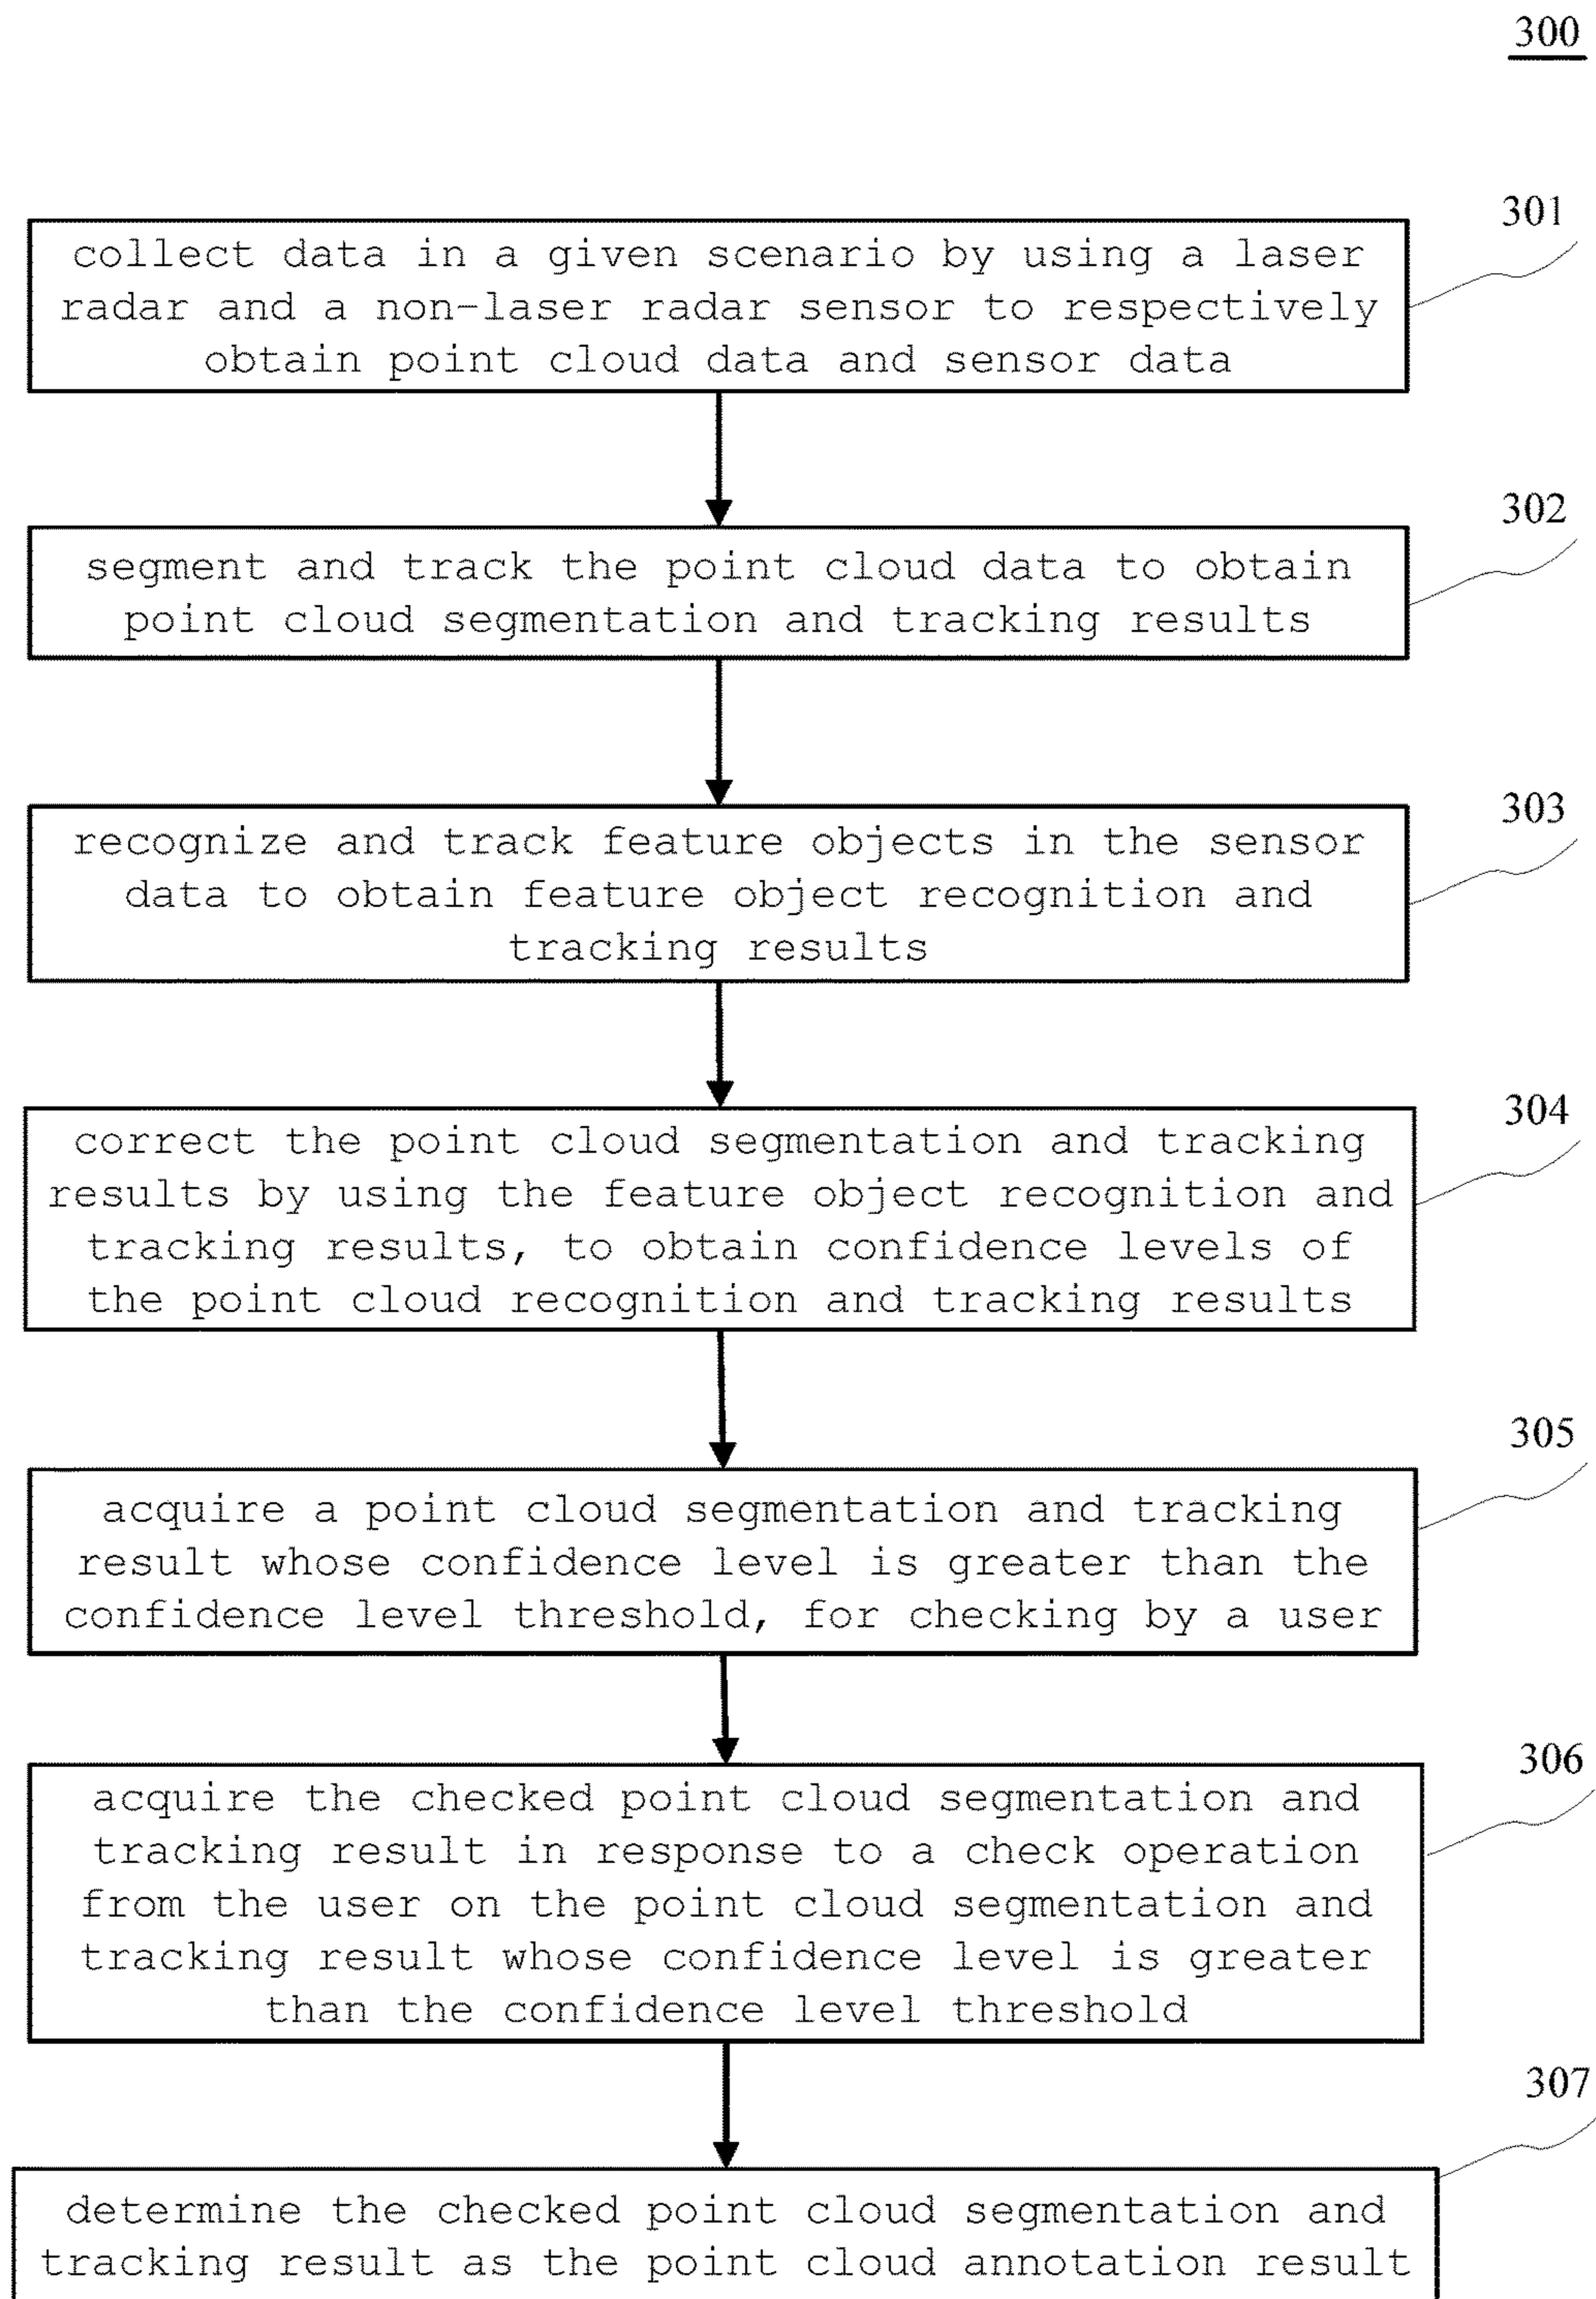 300
301
collect data in a given scenario by using a laser
radar and a non-laser radar sensor to respectively
obtain point cloud data and sensor data
302
segment and track the point cloud data to obtain
point cloud segmentation and tracking results
303
recognize and track feature objects in the sensor
data to obtain feature object recognition and
tracking results
304
correct the point cloud segmentation and tracking
results by using the feature object recognition and
tracking results, to obtain confidence levels of
the point cloud recognition and tracking results
305
acquire a point cloud segmentation and tracking
result whose confidence level is greater than the
confidence level threshold, for checking by a user
306
acquire the checked point cloud segmentation and
tracking result in response to a check operation
from the user on the point cloud segmentation and
tracking result whose confidence level is greater
than the confidence level threshold
307
determine the checked point cloud segmentation and
tracking result as the point cloud annotation result